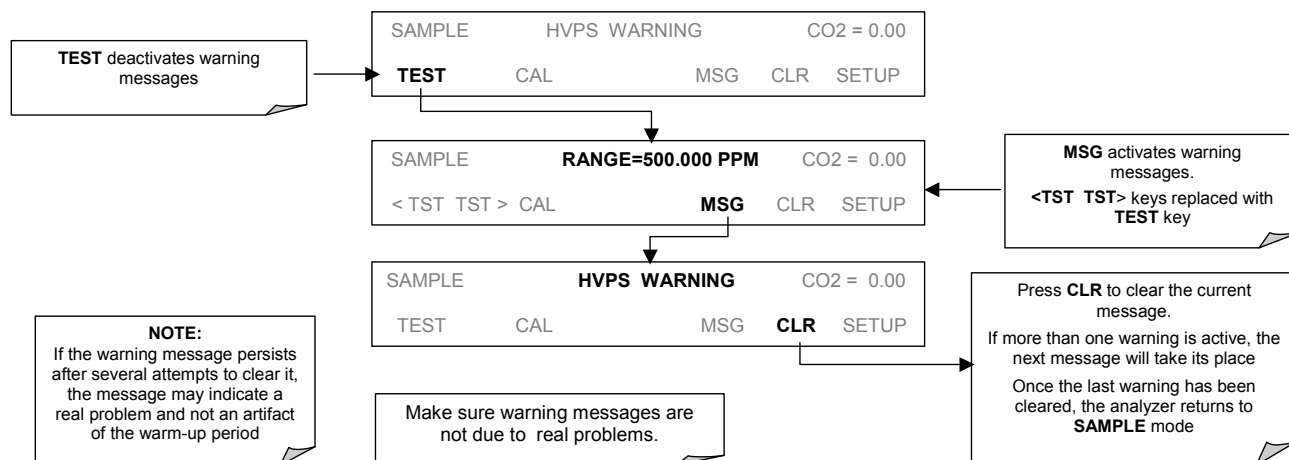 SAMPLE HVPS WARNING CO2 = 0.00
TEST CAL MSG CLR SETUP
TEST deactivates warning
messages
SAMPLE RANGE=500.000 PPM CO2 = 0.00
< TST TST > CAL MSG CLR SETUP
MSG activates warning
messages.
<TST TST> keys replaced with
TEST key
SAMPLE HVPS WARNING CO2 = 0.00
TEST CAL MSG CLR SETUP
Press CLR to clear the current
message.
If more than one warning is active, the
next message will take its place
Once the last warning has been
cleared, the analyzer returns to
SAMPLE mode
NOTE:
If the warning message persists
after several attempts to clear it,
the message may indicate a
real problem and not an artifact
of the warm-up period
Make sure warning messages are
not due to real problems.